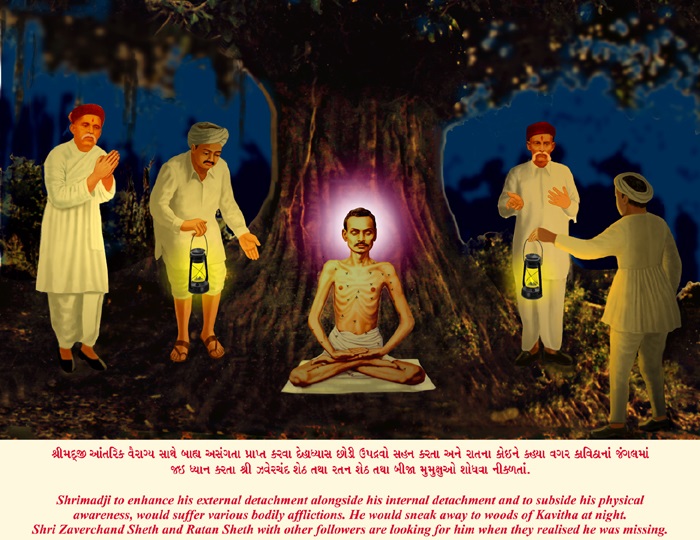 શ્રીમદ્જી આંતરિક વૈરાગ્ય સાથે બાહ્ય અસંગતા પ્રાપ્ત કરવા દેહાધ્યાસ છોડી ઉપદ્રવો સહન કરતા અને રાતના કોઇને કહયા વગર કાવિઠાનાં જંગલમાં
જઇ ધ્યાન કરતા શ્રી ઝવેરચંદ શેઠ તથા રતન શેઠ તથા બીજા મુમુક્ષુઓ શોધવા નીકળતાં.
Shrimadji to enhance his external detachment alongside his internal detachment and to subside his physical
awareness, would suffer various bodily afflictions. He would sneak away to woods of Kavitha at night.
Shri Zaverchand Sheth and Ratan Sheth with other followers are looking for him when they realised he was missing.